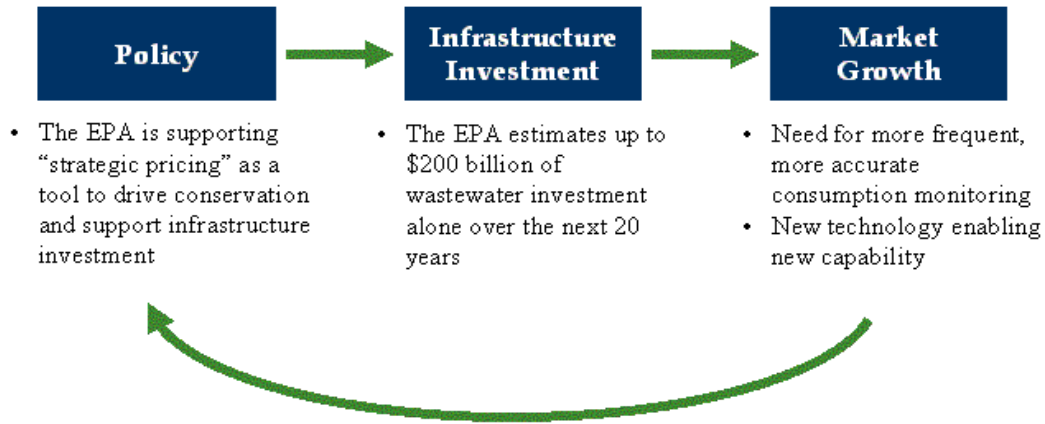 Policy
Infrastructure
Investment
Market
Growth
• The EPA is supporting
“strategic pricing” as a
tool to drive conservation
and support infrastructure
investment
• The EPA estimates up to
$200 billion of
wastewater investment
alone over the next 20
years
• Need for more frequent,
more accurate
consumption monitoring
• New technology enabling
new capability